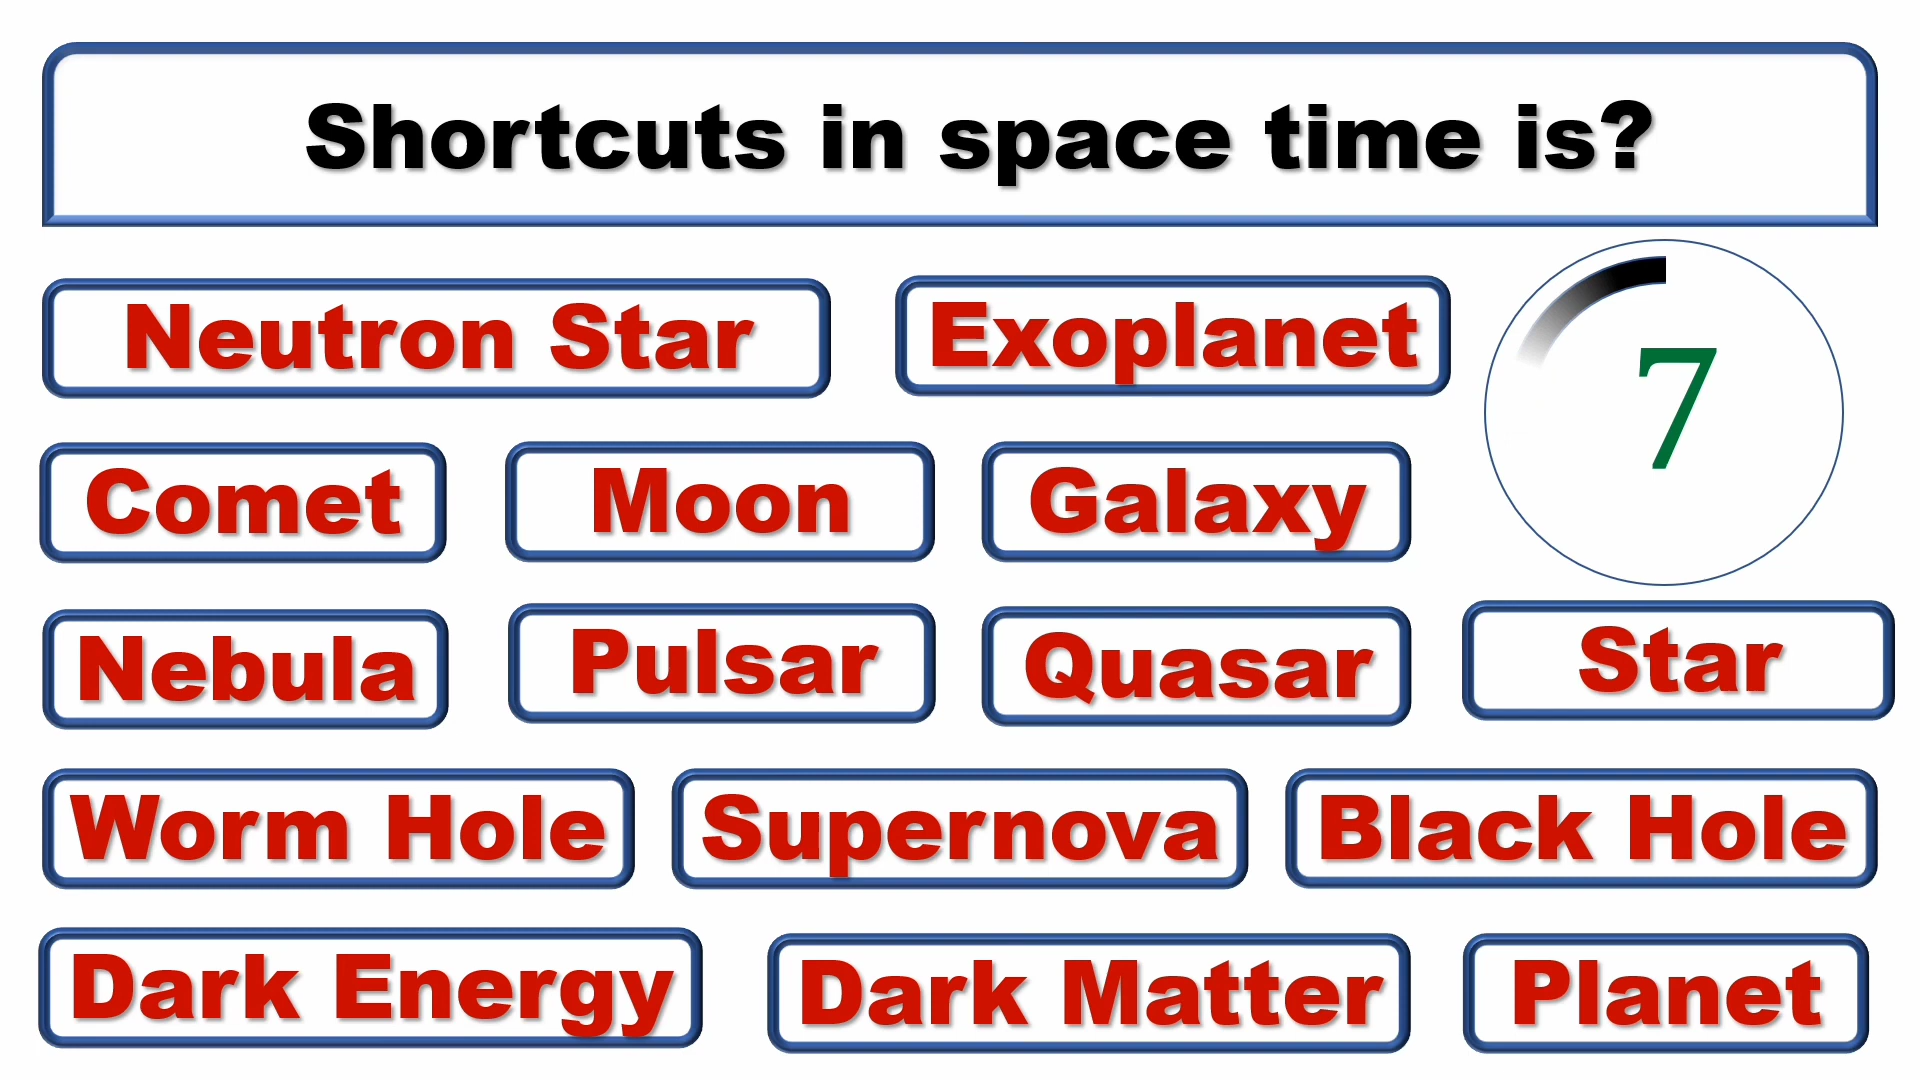 Shortcuts in space time is?
Neutron Star
Exoplanet
7
Comet
Moon
Galaxy
Nebula
Pulsar
Quasar
Star
Worm Hole
Supernova
Black Hole
Dark Energy
Dark Matter
Planet